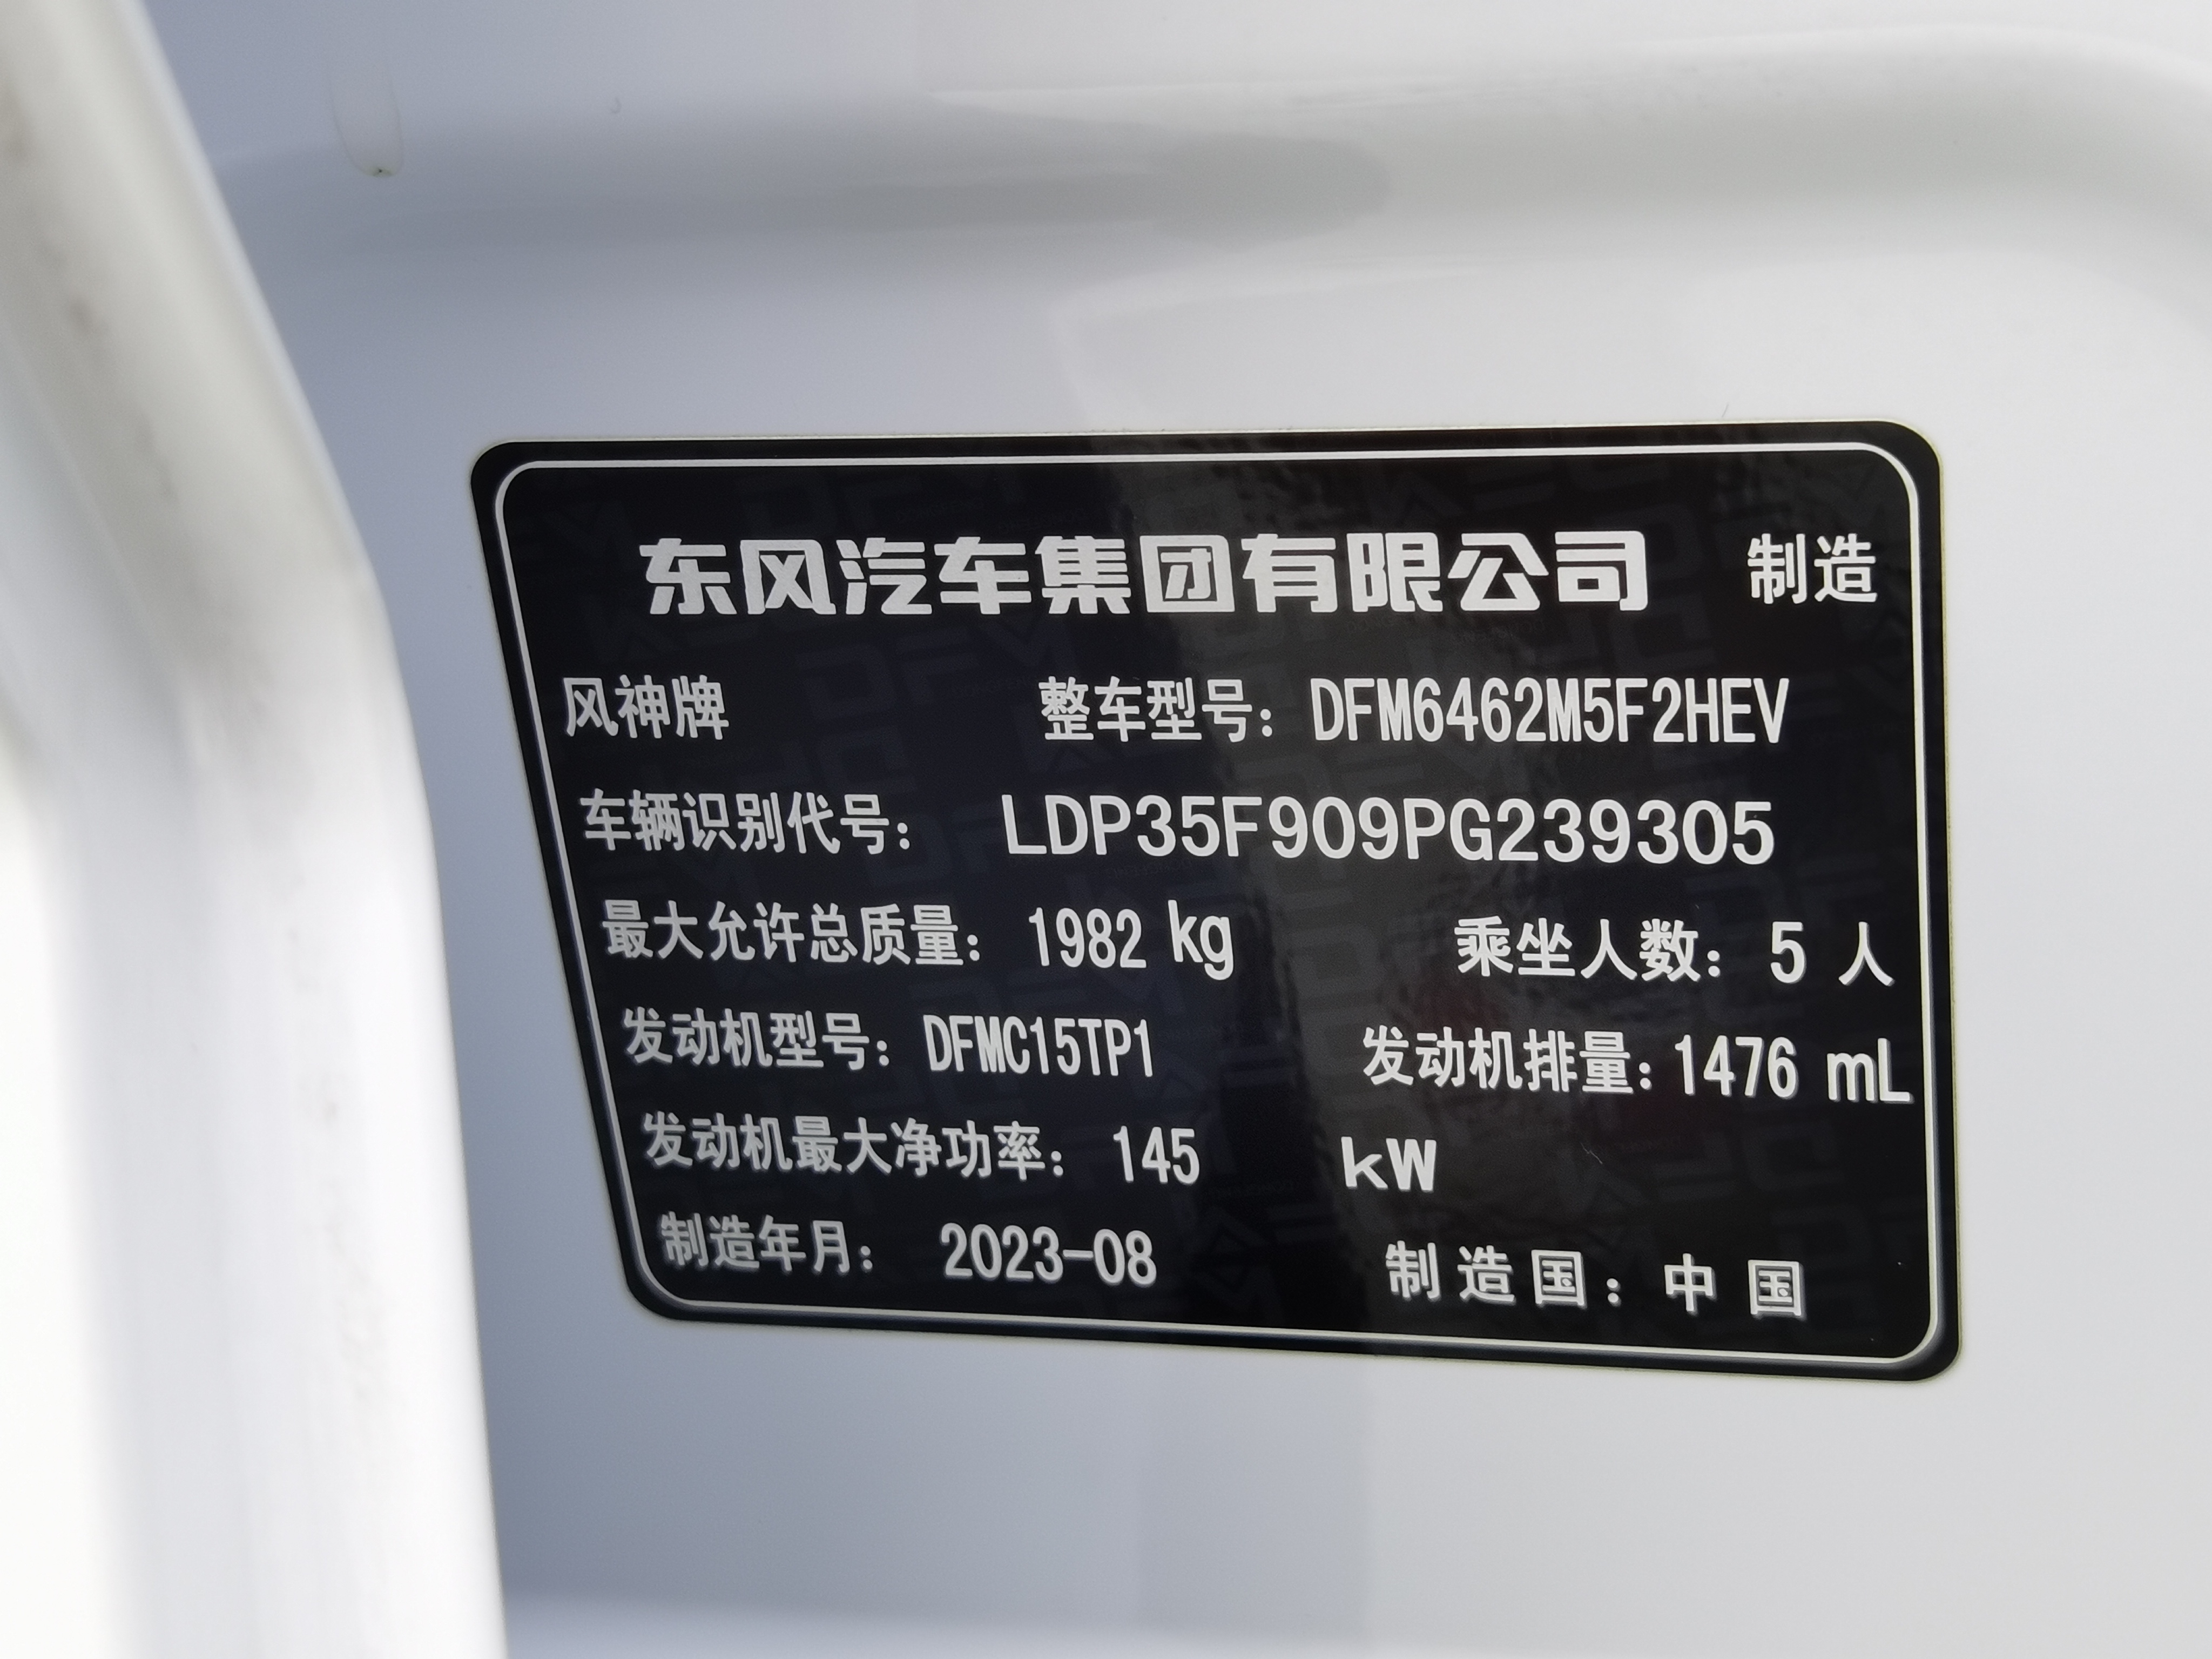 东风汽车集团有限公司 制造
风神牌 整车型号：DFM6462M5F2HEV
车辆识别代号：LDP35F909PG239305
最大允许总质量：1982 kg 乘坐人数：5 人
发动机型号：DFMC15TP1 发动机排量：1476 mL
发动机最大净功率：145 kW
制造年月：2023-08 制造国：中国